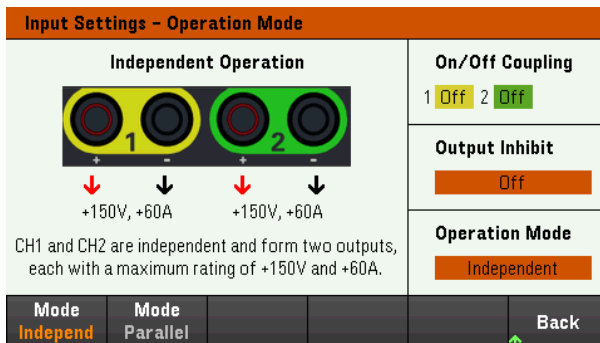 Input Settings – Operation Mode
Independent Operation
1
2
+ - + -
+150V, +60A +150V, +60A
CH1 and CH2 are independent and form two outputs,
each with a maximum rating of +150V and +60A.
On/Off Coupling
1 Off 2 Off
Output Inhibit
Off
Operation Mode
Independent
Mode
Independ
Mode
Parallel
Back